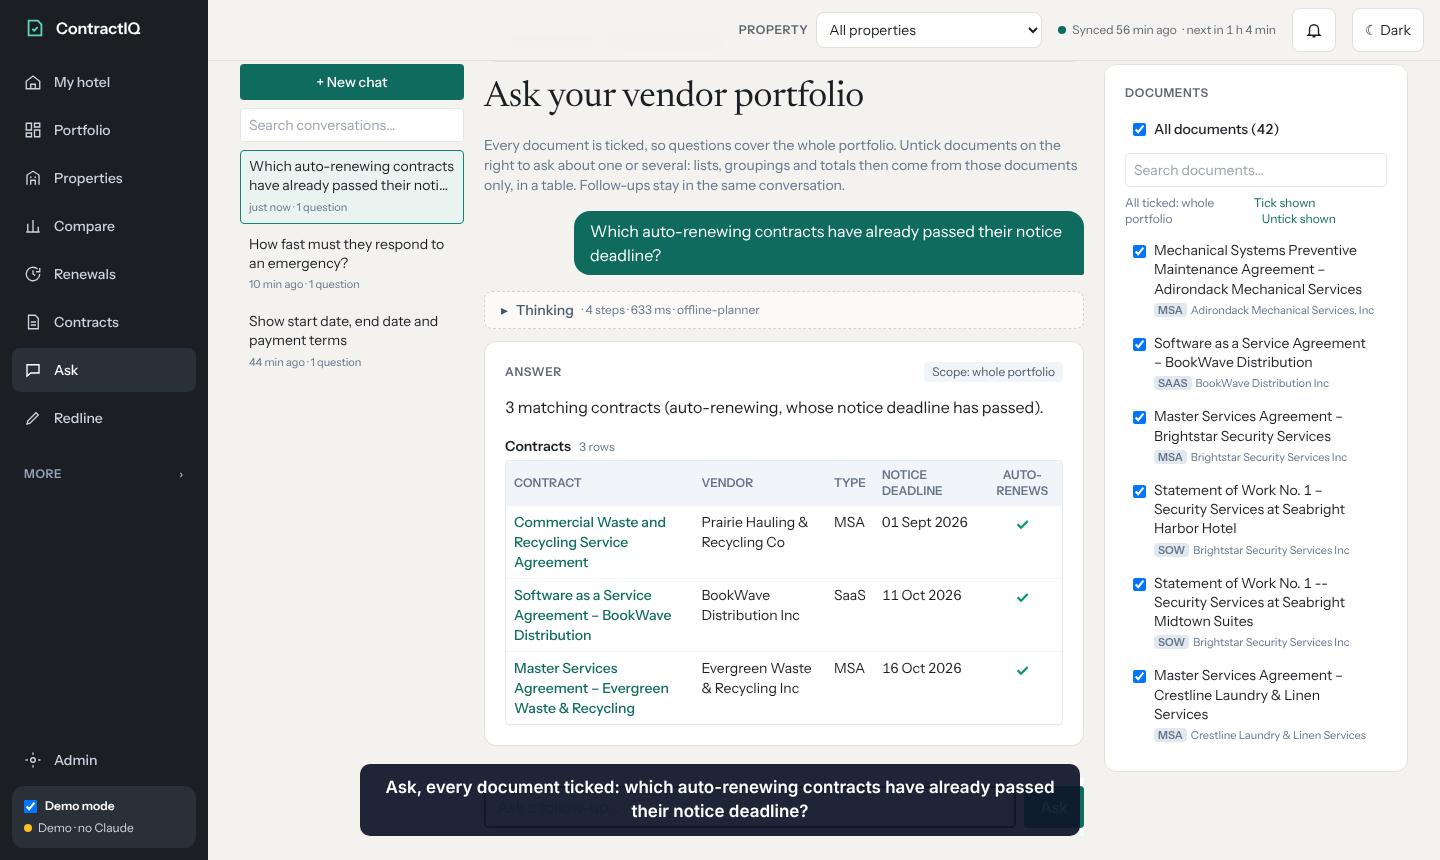 ContractIQ
My hotel
Portfolio
Properties
Compare
Renewals
Contracts
Ask
Redline
MORE ›
Admin
Demo mode
Demo · no Claude
PROPERTY All properties
Synced 56 min ago · next in 1 h 4 min
☾ Dark
+ New chat
Search conversations...
Which auto-renewing contracts
have already passed their noti...
just now · 1 question
How fast must they respond to
an emergency?
10 min ago · 1 question
Show start date, end date and
payment terms
44 min ago · 1 question
Ask your vendor portfolio
Every document is ticked, so questions cover the whole portfolio. Untick documents on the
right to ask about one or several: lists, groupings and totals then come from those documents
only, in a table. Follow-ups stay in the same conversation.
Which auto-renewing contracts have already passed their notice
deadline?
▸ Thinking · 4 steps · 633 ms · offline-planner
ANSWER
Scope: whole portfolio
3 matching contracts (auto-renewing, whose notice deadline has passed).
Contracts 3 rows
CONTRACT VENDOR TYPE NOTICE DEADLINE AUTO-RENEWS
Commercial Waste and Recycling Service Agreement Prairie Hauling & Recycling Co MSA 01 Sept 2026 ✓
Software as a Service Agreement – BookWave Distribution BookWave Distribution Inc SaaS 11 Oct 2026 ✓
Master Services Agreement – Evergreen Waste & Recycling Evergreen Waste & Recycling Inc MSA 16 Oct 2026 ✓
Ask, every document ticked: which auto-renewing contracts have already passed
their notice deadline?
Ask
DOCUMENTS
All documents (42)
Search documents...
All ticked: whole
portfolio
Tick shown
Untick shown
Mechanical Systems Preventive
Maintenance Agreement –
Adirondack Mechanical Services
MSA Adirondack Mechanical Services, Inc
Software as a Service Agreement
– BookWave Distribution
SAAS BookWave Distribution Inc
Master Services Agreement –
Brightstar Security Services
MSA Brightstar Security Services Inc
Statement of Work No. 1 –
Security Services at Seabright
Harbor Hotel
SOW Brightstar Security Services Inc
Statement of Work No. 1 --
Security Services at Seabright
Midtown Suites
SOW Brightstar Security Services Inc
Master Services Agreement –
Crestline Laundry & Linen
Services
MSA Crestline Laundry & Linen Services